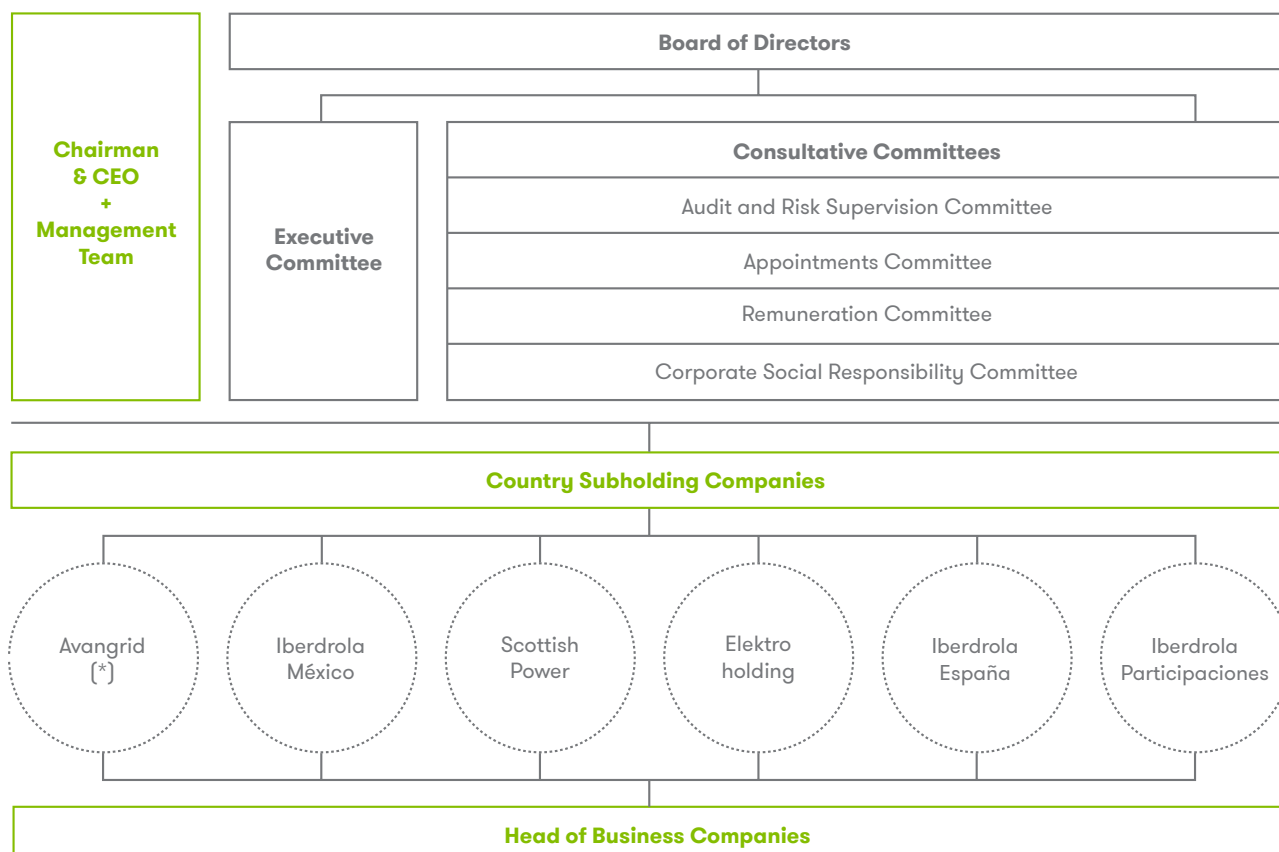 Board of Directors
Chairman
& CEO
+
Management
Team
Executive
Committee
Consultative Committees
Audit and Risk Supervision Committee
Appointments Committee
Remuneration Committee
Corporate Social Responsibility Committee
Country Subholding Companies
Avangrid
(*)
Iberdrola
México
Scottish
Power
Elektro
holding
Iberdrola
España
Iberdrola
Participaciones
Head of Business Companies